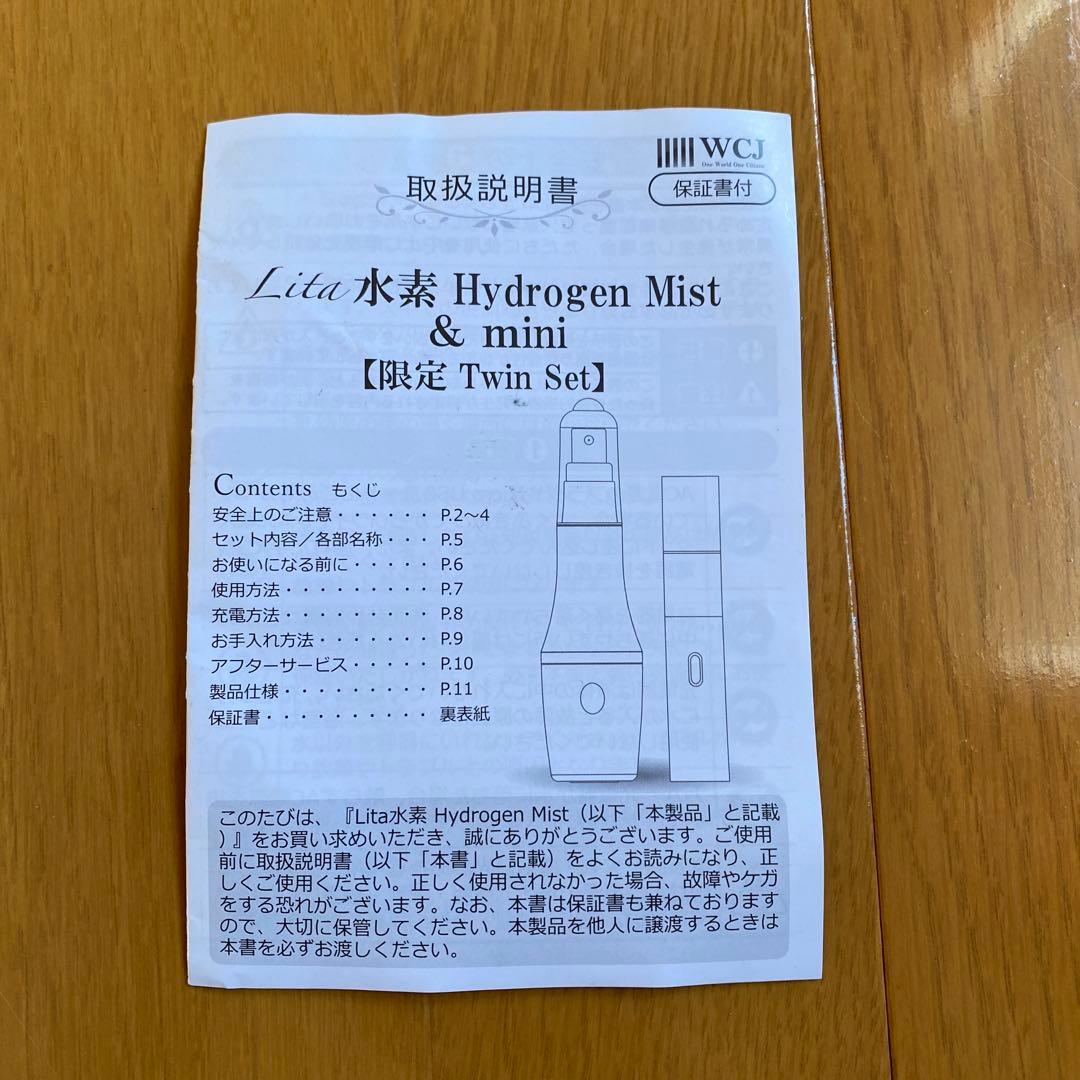 WCJ
One World One Citizen
取扱説明書
保証書付
Lita 水素 Hydrogen Mist
& mini
【限定 Twin Set】
Contents もくじ
安全上のご注意・・・・・・ P.2〜4
セット内容／各部名称・・・ P.5
お使いになる前に・・・・・ P.6
使用方法・・・・・・・・・ P.7
充電方法・・・・・・・・・ P.8
お手入れ方法・・・・・・・ P.9
アフターサービス・・・・・ P.10
製品仕様・・・・・・・・・ P.11
保証書・・・・・・・・・・ 裏表紙
このたびは、『Lita水素 Hydrogen Mist（以下「本製品」と記載
）』をお買い求めいただき、誠にありがとうございます。ご使用
前に取扱説明書（以下「本書」と記載）をよくお読みになり、正
しくご使用ください。正しく使用されなかった場合、故障やケガ
をする恐れがございます。なお、本書は保証書も兼ねております
ので、大切に保管してください。本製品を他人に譲渡するときは
本書を必ずお渡しください。